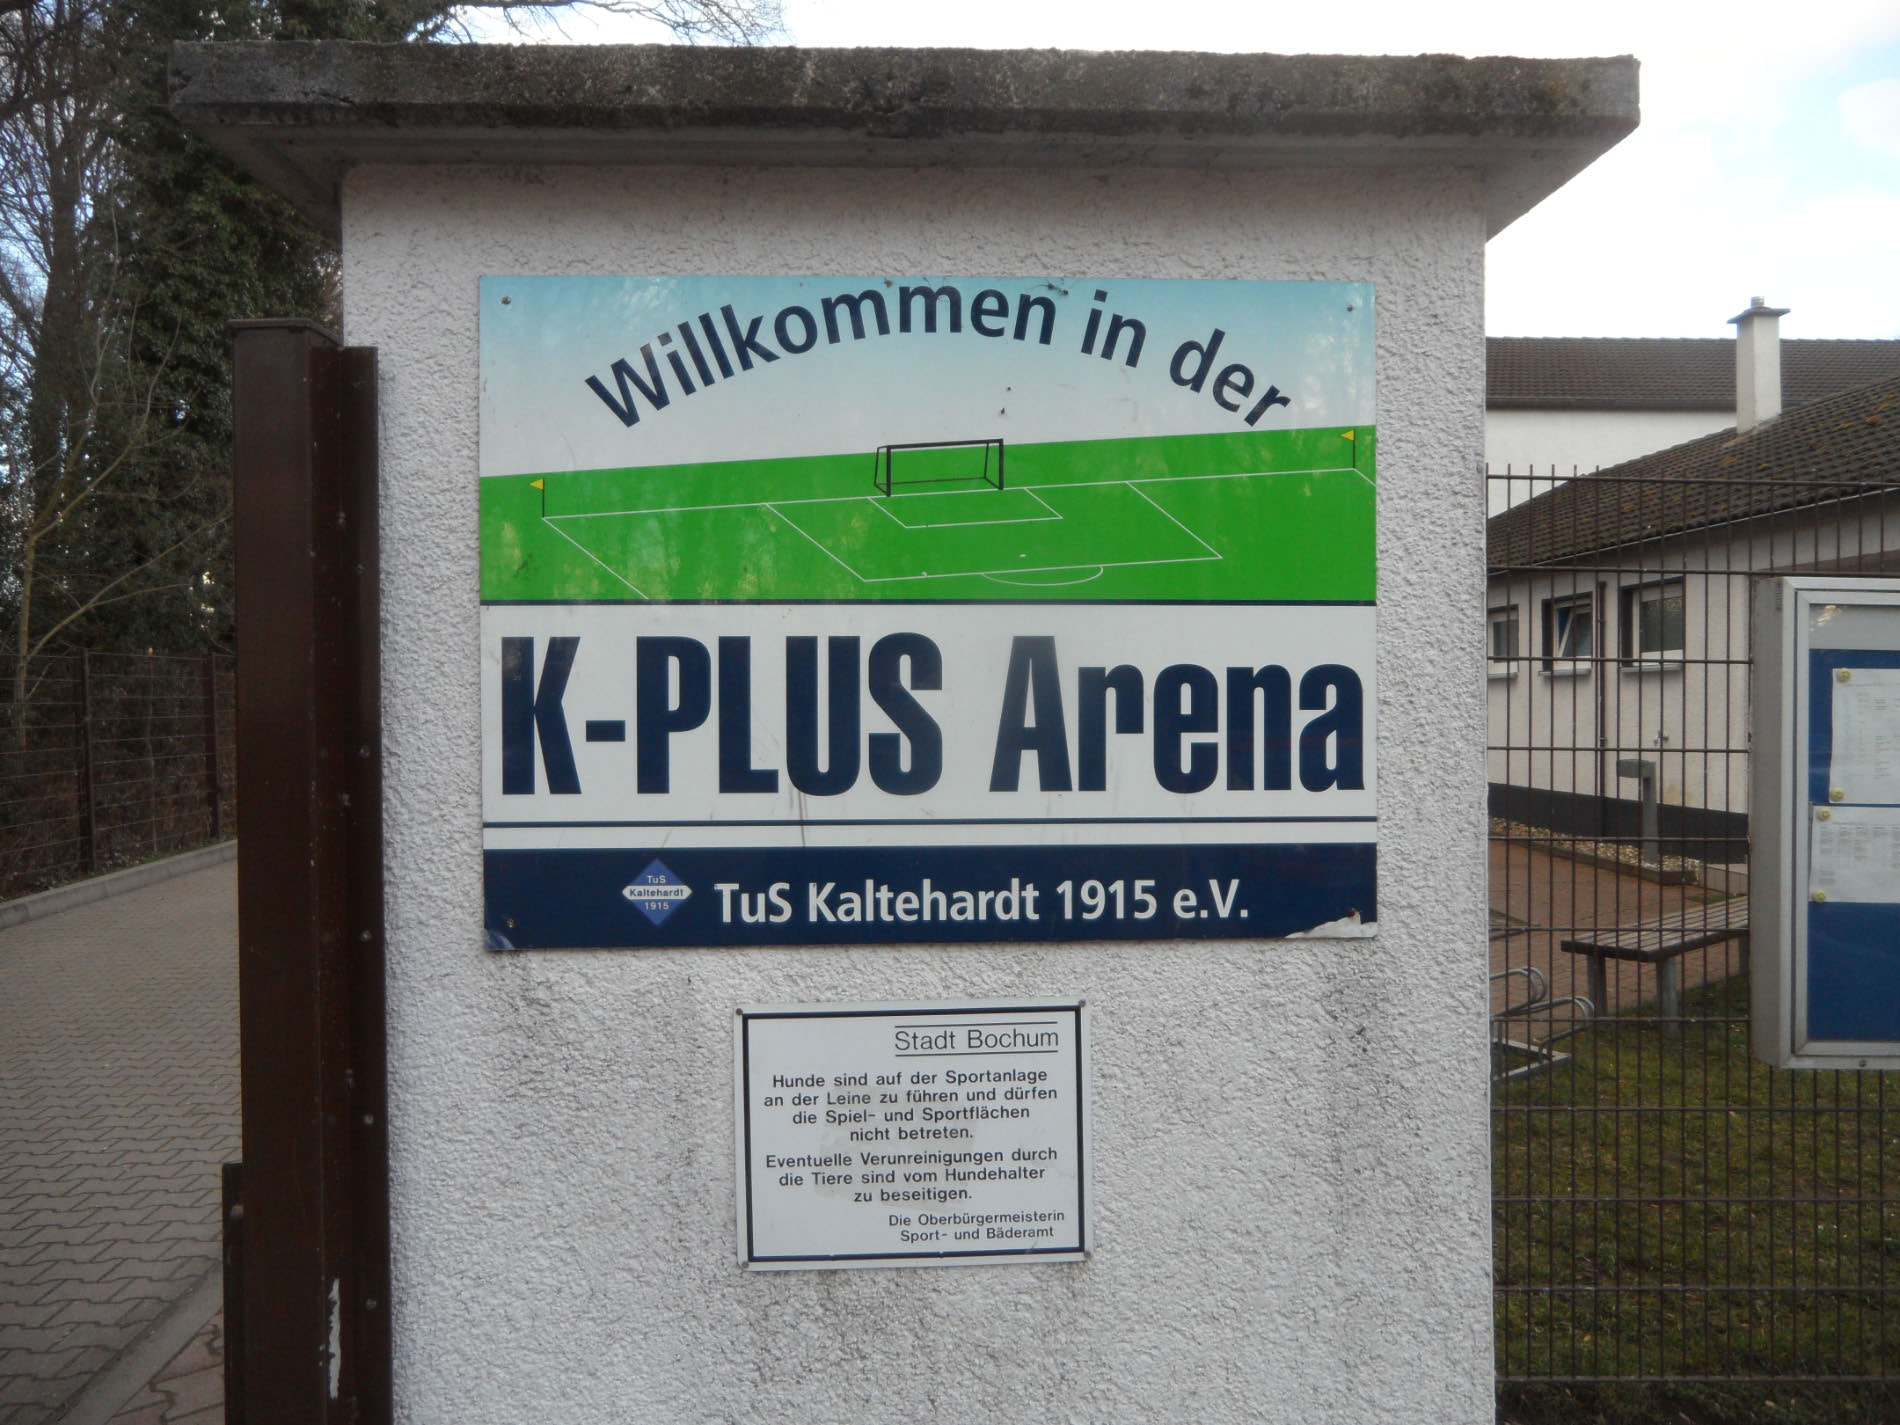 Willkommen in der
K-PLUS Arena
TuS
Kaltehardt
1915
TuS Kaltehardt 1915 e.V.
Stadt Bochum
Hunde sind auf der Sportanlage
an der Leine zu führen und dürfen
die Spiel- und Sportflächen
nicht betreten.
Eventuelle Verunreinigungen durch
die Tiere sind vom Hundehalter
zu beseitigen.
Die Oberbürgermeisterin
Sport- und Bäderamt